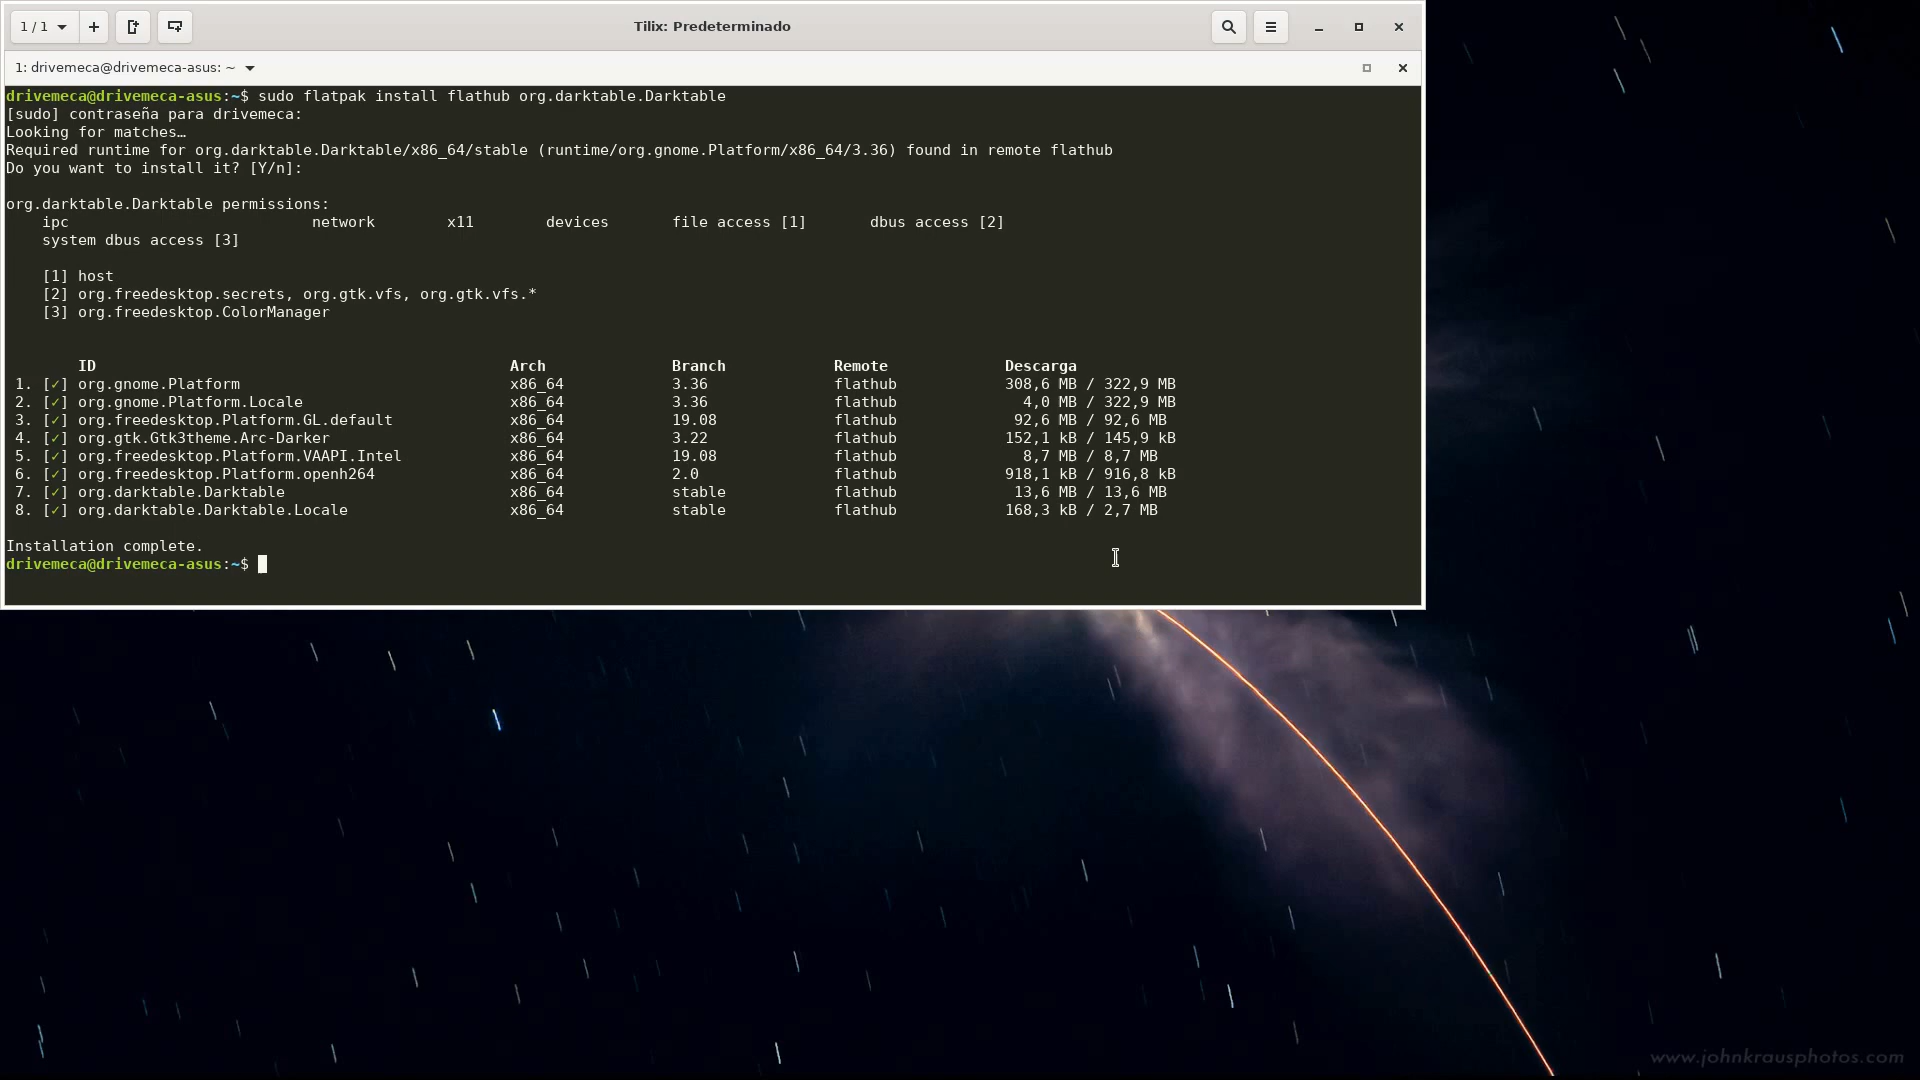 1 / 1
Tilix: Predeterminado
1: drivemeca@drivemeca-asus: ~
drivemeca@drivemeca-asus:~$ sudo flatpak install flathub org.darktable.Darktable
[sudo] contraseña para drivemeca:
Looking for matches…
Required runtime for org.darktable.Darktable/x86_64/stable (runtime/org.gnome.Platform/x86_64/3.36) found in remote flathub
Do you want to install it? [Y/n]:
org.darktable.Darktable permissions:
ipc network x11 devices file access [1] dbus access [2]
system dbus access [3]
[1] host
[2] org.freedesktop.secrets, org.gtk.vfs, org.gtk.vfs.*
[3] org.freedesktop.ColorManager
ID Arch Branch Remote Descarga
1. [✓] org.gnome.Platform x86_64 3.36 flathub 308,6 MB / 322,9 MB
2. [✓] org.gnome.Platform.Locale x86_64 3.36 flathub 4,0 MB / 322,9 MB
3. [✓] org.freedesktop.Platform.GL.default x86_64 19.08 flathub 92,6 MB / 92,6 MB
4. [✓] org.gtk.Gtk3theme.Arc-Darker x86_64 3.22 flathub 152,1 kB / 145,9 kB
5. [✓] org.freedesktop.Platform.VAAPI.Intel x86_64 19.08 flathub 8,7 MB / 8,7 MB
6. [✓] org.freedesktop.Platform.openh264 x86_64 2.0 flathub 918,1 kB / 916,8 kB
7. [✓] org.darktable.Darktable x86_64 stable flathub 13,6 MB / 13,6 MB
8. [✓] org.darktable.Darktable.Locale x86_64 stable flathub 168,3 kB / 2,7 MB
Installation complete.
drivemeca@drivemeca-asus:~$
www.johnkrausphotos.com